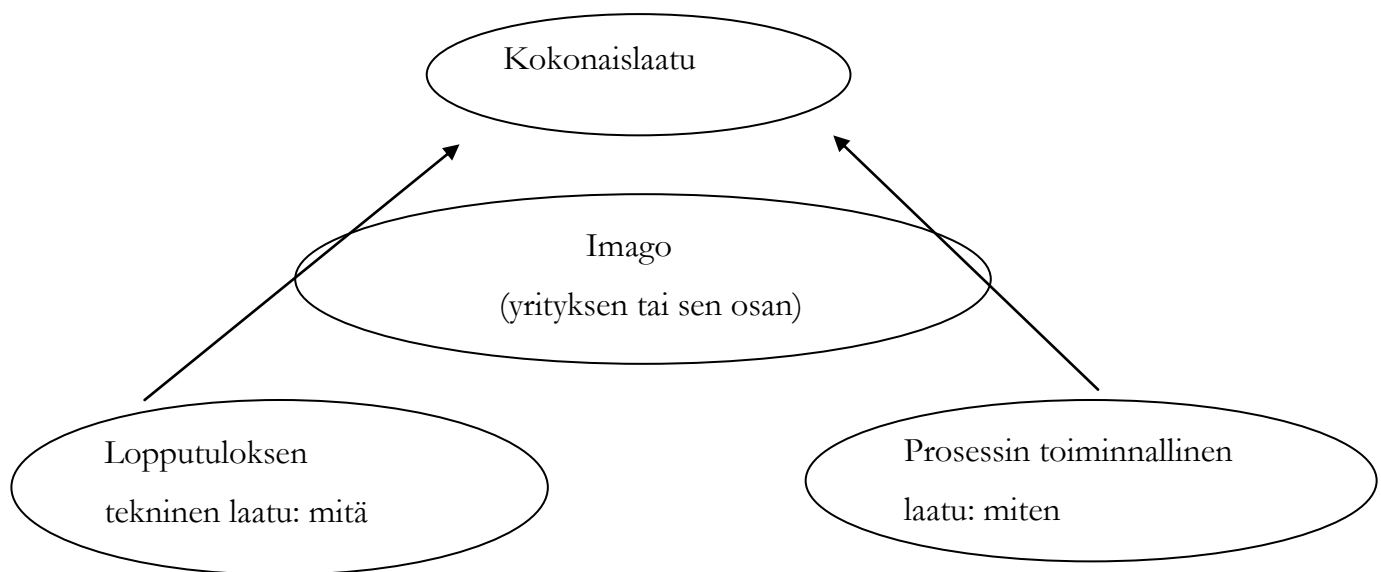 Kokonaislaatu
Imago
(yrityksen tai sen osan)
Lopputuloksen
tekninen laatu: mitä
Prosessin toiminnallinen
laatu: miten